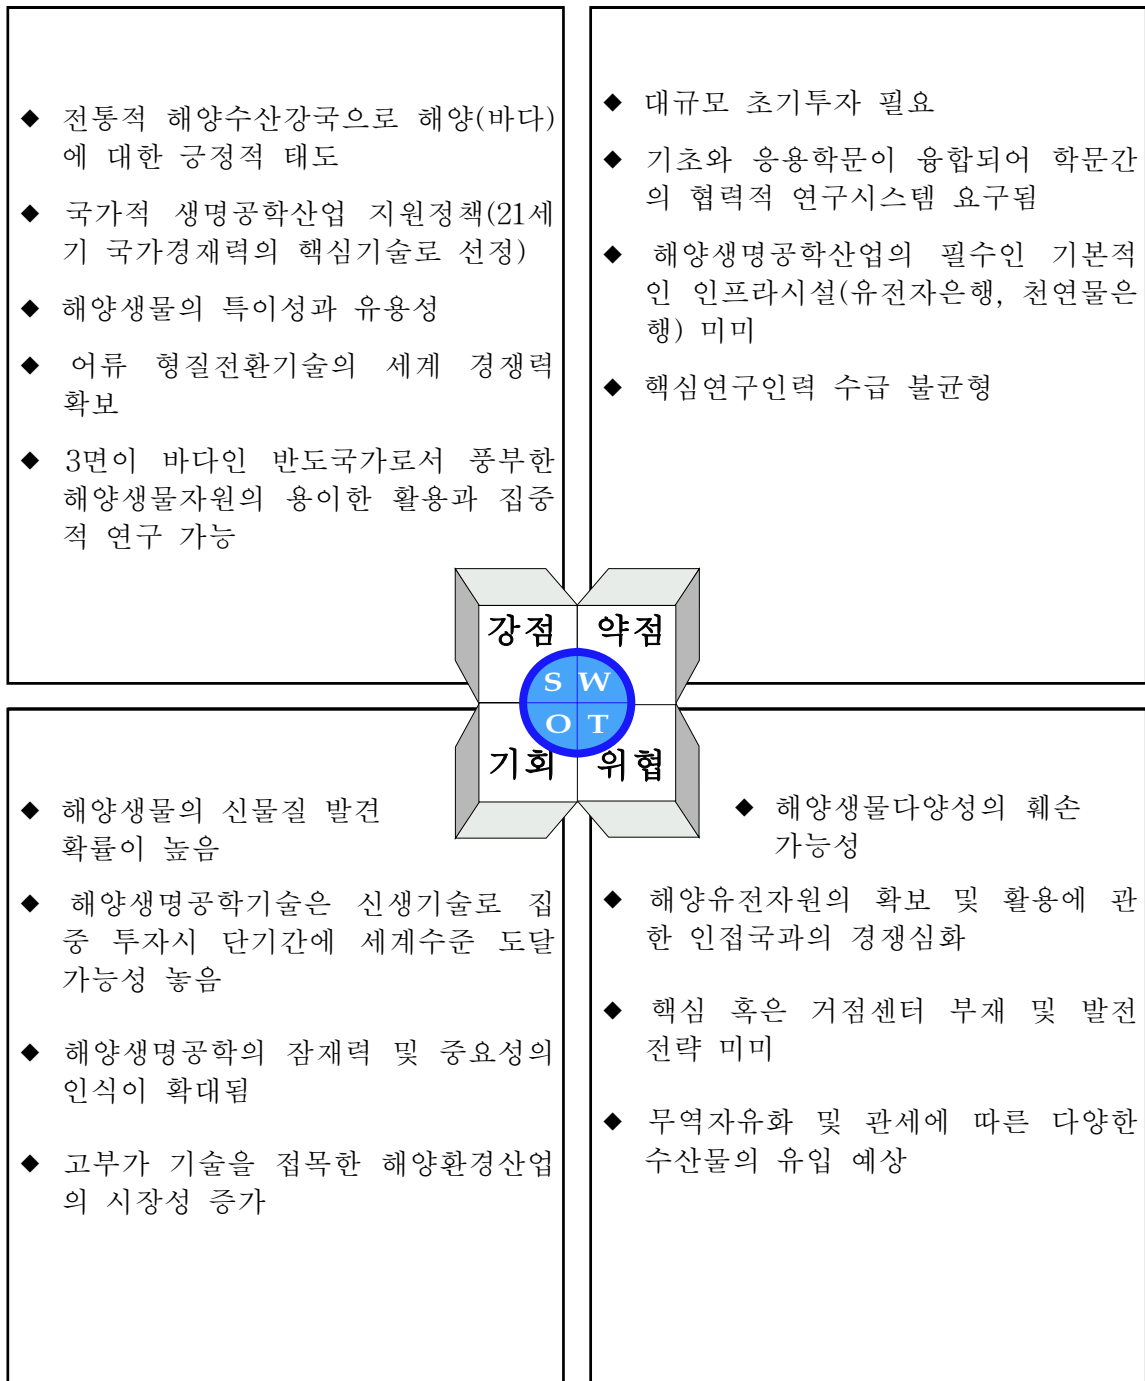 ◆ 전통적 해양수산강국으로 해양(바다)
에 대한 긍정적 태도
◆ 국가적 생명공학산업 지원정책(21세
기 국가경재력의 핵심기술로 선정)
◆ 해양생물의 특이성과 유용성
◆ 어류 형질전환기술의 세계 경쟁력
확보
◆ 3면이 바다인 반도국가로서 풍부한
해양생물자원의 용이한 활용과 집중
적 연구 가능
◆ 대규모 초기투자 필요
◆ 기초와 응용학문이 융합되어 학문간
의 협력적 연구시스템 요구됨
◆ 해양생명공학산업의 필수인 기본적
인 인프라시설(유전자은행, 천연물은
행) 미미
◆ 핵심연구인력 수급 불균형
강점 약점
S W
O T
기회 위협
◆ 해양생물의 신물질 발견
확률이 높음
◆ 해양생명공학기술은 신생기술로 집
중 투자시 단기간에 세계수준 도달
가능성 놓음
◆ 해양생명공학의 잠재력 및 중요성의
인식이 확대됨
◆ 고부가 기술을 접목한 해양환경산업
의 시장성 증가
◆ 해양생물다양성의 훼손
가능성
◆ 해양유전자원의 확보 및 활용에 관
한 인접국과의 경쟁심화
◆ 핵심 혹은 거점센터 부재 및 발전
전략 미미
◆ 무역자유화 및 관세에 따른 다양한
수산물의 유입 예상